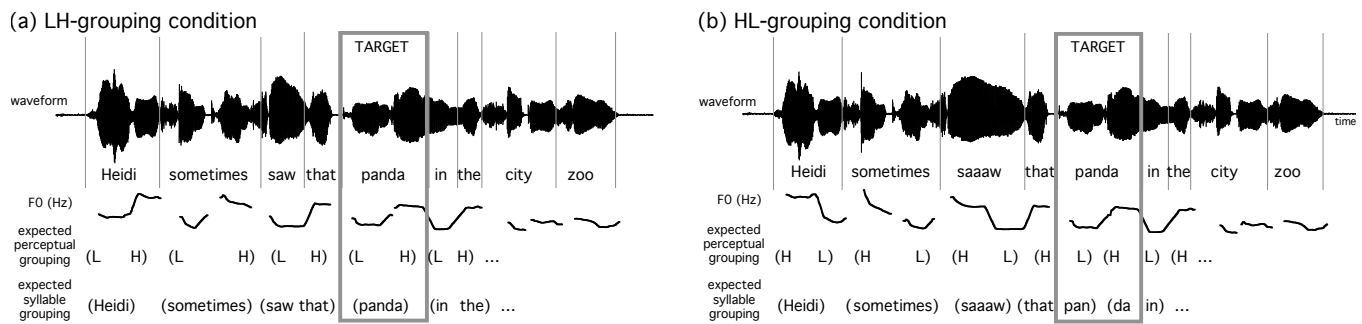 (a) LH-grouping condition
TARGET
waveform
Heidi sometimes saw that panda in the city zoo
F0 (Hz)
expected
perceptual
grouping
(L H) (L H) (L H) (L H) (L H) ...
expected
syllable
grouping
(Heidi) (sometimes) (saw that) (panda) (in the) ...
(b) HL-grouping condition
TARGET
waveform
time
Heidi sometimes saaaw that panda in the city zoo
F0 (Hz)
expected
perceptual
grouping
(H L) (H L) (H L) (H L) (H L) (H ...
expected
syllable
grouping
(Heidi) (sometimes) (saaaw) (that pan) (da in) ...